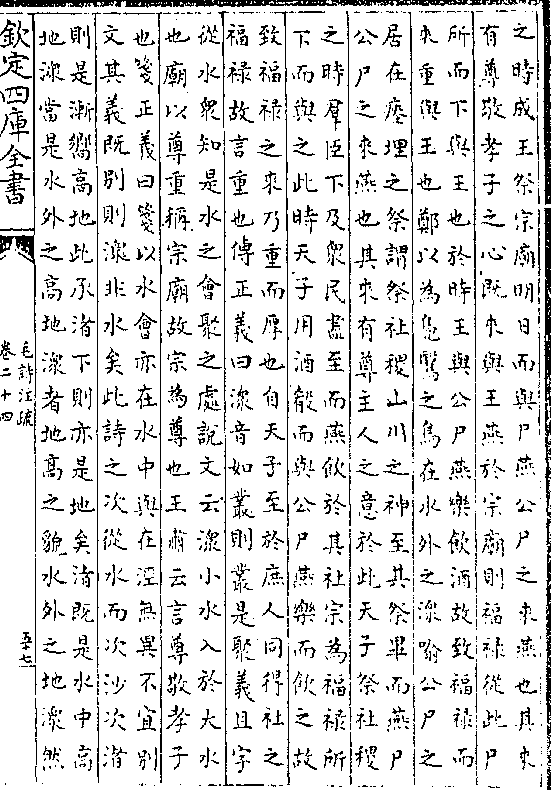 之時成王祭宗廟明日而與尸燕公尸之來燕也其來
有尊敬孝子之心既來與王燕於宗廟則福祿從此尸
所而下與王也於時王與公尸燕樂飲酒故致福祿而
來重與王也鄭以為鳧鷖之鳥在水外之潨喻公尸之
居在瘞埋之祭謂祭社稷山川之神至其祭畢而燕尸
公尸之來燕也其來有尊主人之意於此天子祭社稷
之時羣臣下及衆民盡至而燕飲於其社宗為福祿所
下而與之此時天子用酒殽而與公尸燕樂而飲之故
致福祿之來乃重而厚也自天子至於庶人同得社之
福祿故言重也傳正義曰潨音如叢則叢是聚義且字
從水衆知是水之會聚之處說文云潨小水入於大水
也廟以尊重稱宗廟故宗為尊也王肅云言尊敬孝子
也箋正義曰箋以水會亦在水中與在涇無異不宜別
文其義既別則潨非水矣此詩之次從水而次沙次渚
則是漸嚮高地此承渚下則亦是地矣渚既是水中高
地潨當是水外之高地潨者地高之貌水外之地潨然
欽定四庫全書
毛詩注疏
卷二十四
五十七